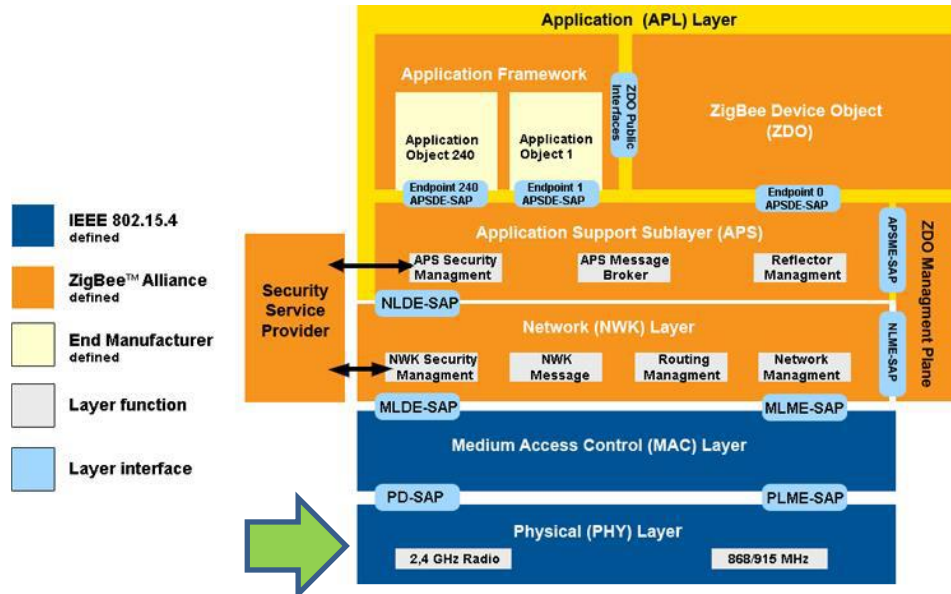 Application (APL) Layer
Application Framework
Application
Object 240
Application
Object 1
ZDO Public
Interfaces
ZigBee Device Object
(ZDO)
Endpoint 240
APSDE-SAP
Endpoint 1
APSDE-SAP
Endpoint 0
APSDE-SAP
IEEE 802.15.4
defined
ZigBee™ Alliance
defined
End Manufacturer
defined
Layer function
Layer interface
Security
Service
Provider
Application Support Sublayer (APS)
APS Security
Managment
APS Message
Broker
Reflector
Managment
APSME-SAP
ZDO Managment Plane
NLDE-SAP
Network (NWK) Layer
NWK Security
Managment
NWK
Message
Routing
Managment
Network
Managment
NLME-SAP
MLDE-SAP
MLME-SAP
Medium Access Control (MAC) Layer
PD-SAP
PLME-SAP
Physical (PHY) Layer
2,4 GHz Radio
868/915 MHz